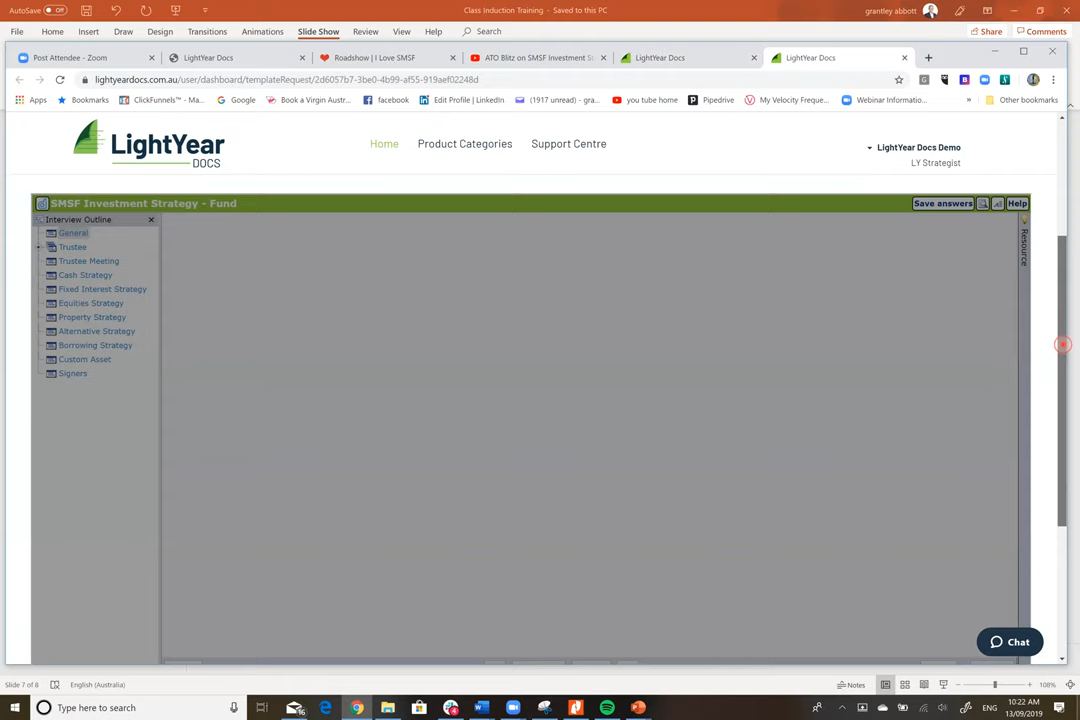 AutoSave Off
Class Induction Training - Saved to this PC
grantley abbott
File Home Insert Draw Design Transitions Animations Slide Show Review View Help Search
Share Comments
Post Attendee - Zoom
LightYear Docs
Roadshow | I Love SMSF
ATO Blitz on SMSF Investment St
LightYear Docs
LightYear Docs
lightyeardocs.com.au/user/dashboard/templateRequest/2d6057b7-3be0-4b99-af55-919aef02248d
Apps Bookmarks ClickFunnels™ - Ma... Google Book a Virgin Austr... facebook Edit Profile | LinkedIn (1917 unread) - gra... you tube home Pipedrive My Velocity Freque... Webinar Informatio... » Other bookmarks
LightYear
DOCS
Home Product Categories Support Centre
LightYear Docs Demo
LY Strategist
SMSF Investment Strategy - Fund
Save answers Help
Interview Outline
General
Trustee
Trustee Meeting
Cash Strategy
Fixed Interest Strategy
Equities Strategy
Property Strategy
Alternative Strategy
Borrowing Strategy
Custom Asset
Signers
Resource
Chat
Slide 7 of 8 English (Australia)
Notes
108%
Type here to search
16
ENG
10:22 AM
13/09/2019